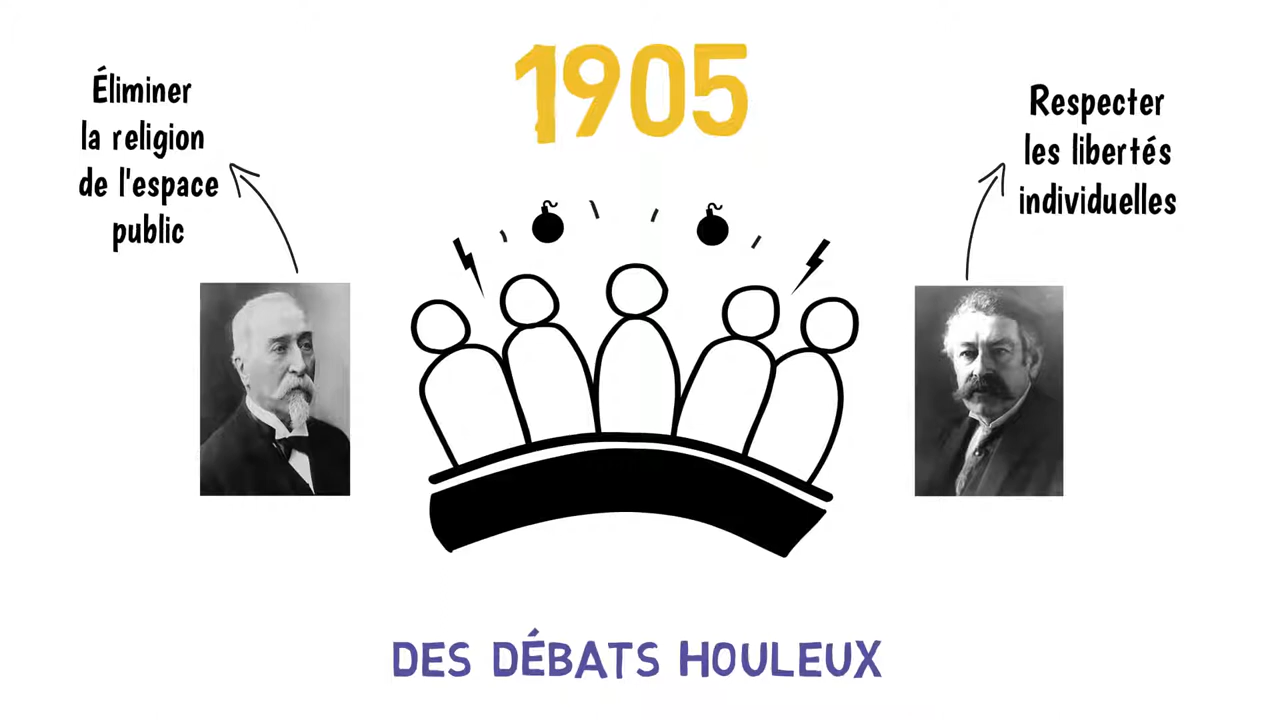 1905
Éliminer
la religion
de l'espace
public
Respecter
les libertés
individuelles
DES DÉBATS HOULEUX